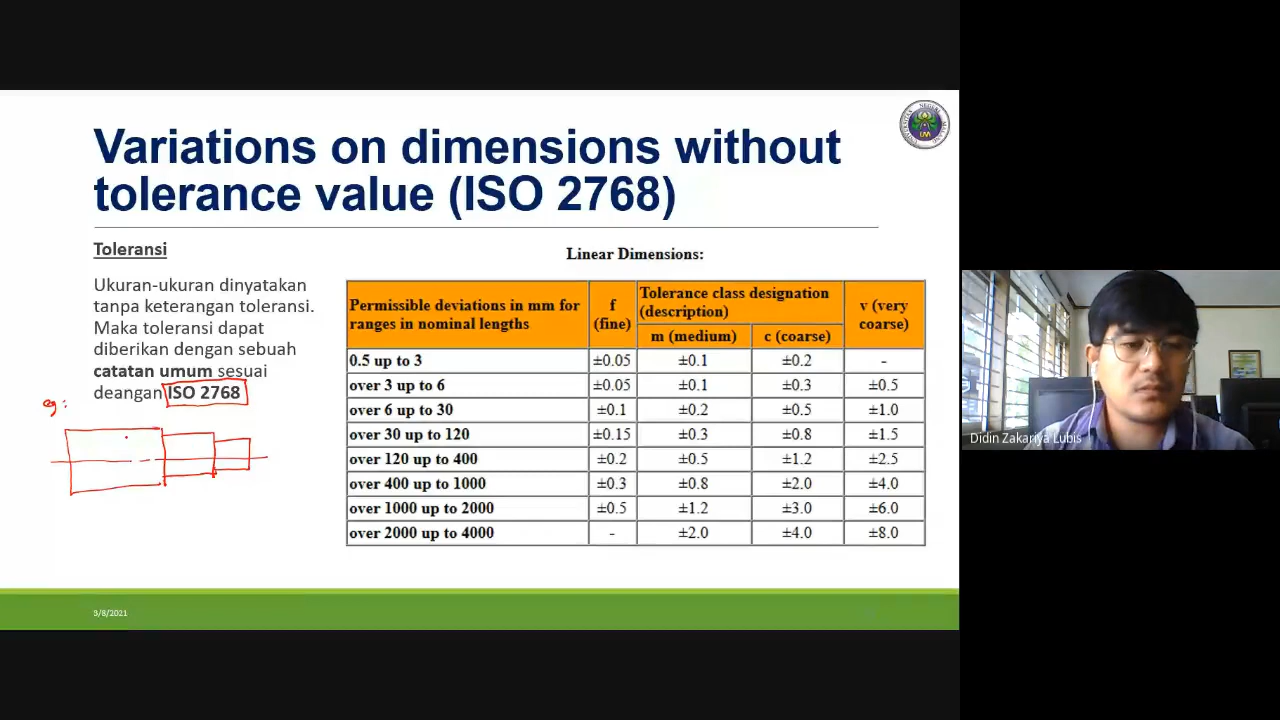 Variations on dimensions without
tolerance value (ISO 2768)
Toleransi
Ukuran-ukuran dinyatakan
tanpa keterangan toleransi.
Maka toleransi dapat
diberikan dengan sebuah
catatan umum sesuai
deangan ISO 2768
eg:
Linear Dimensions:
Permissible deviations in mm for
ranges in nominal lengths
f
(fine)
Tolerance class designation
(description)
v (very
coarse)
m (medium) c (coarse)
0.5 up to 3 ±0.05 ±0.1 ±0.2 -
over 3 up to 6 ±0.05 ±0.1 ±0.3 ±0.5
over 6 up to 30 ±0.1 ±0.2 ±0.5 ±1.0
over 30 up to 120 ±0.15 ±0.3 ±0.8 ±1.5
over 120 up to 400 ±0.2 ±0.5 ±1.2 ±2.5
over 400 up to 1000 ±0.3 ±0.8 ±2.0 ±4.0
over 1000 up to 2000 ±0.5 ±1.2 ±3.0 ±6.0
over 2000 up to 4000 - ±2.0 ±4.0 ±8.0
3/8/2021
Didin Zakariya Lubis